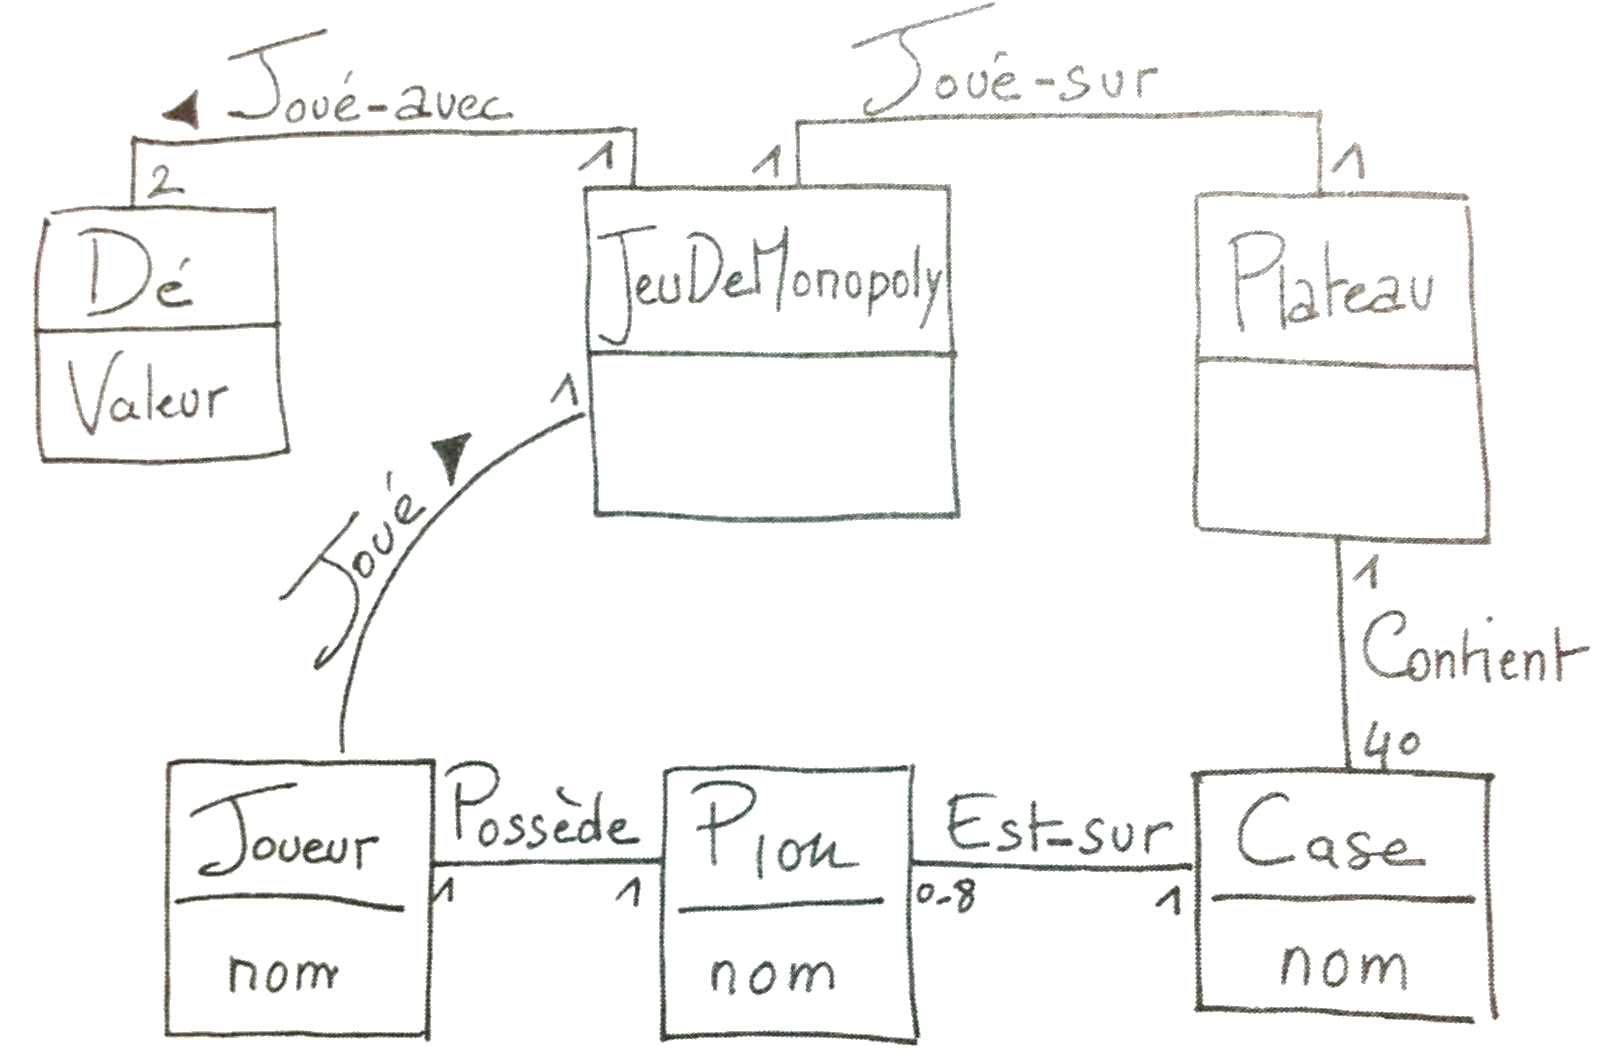 Joué-avec
Joué-sur
2
1
1
1
Dé
Valeur
JeuDeMonopoly
Plateau
1
Joué
1
Contient
40
Joueur
nom
Possède
1
1
Pion
nom
Est-sur
0-8
1
Case
nom